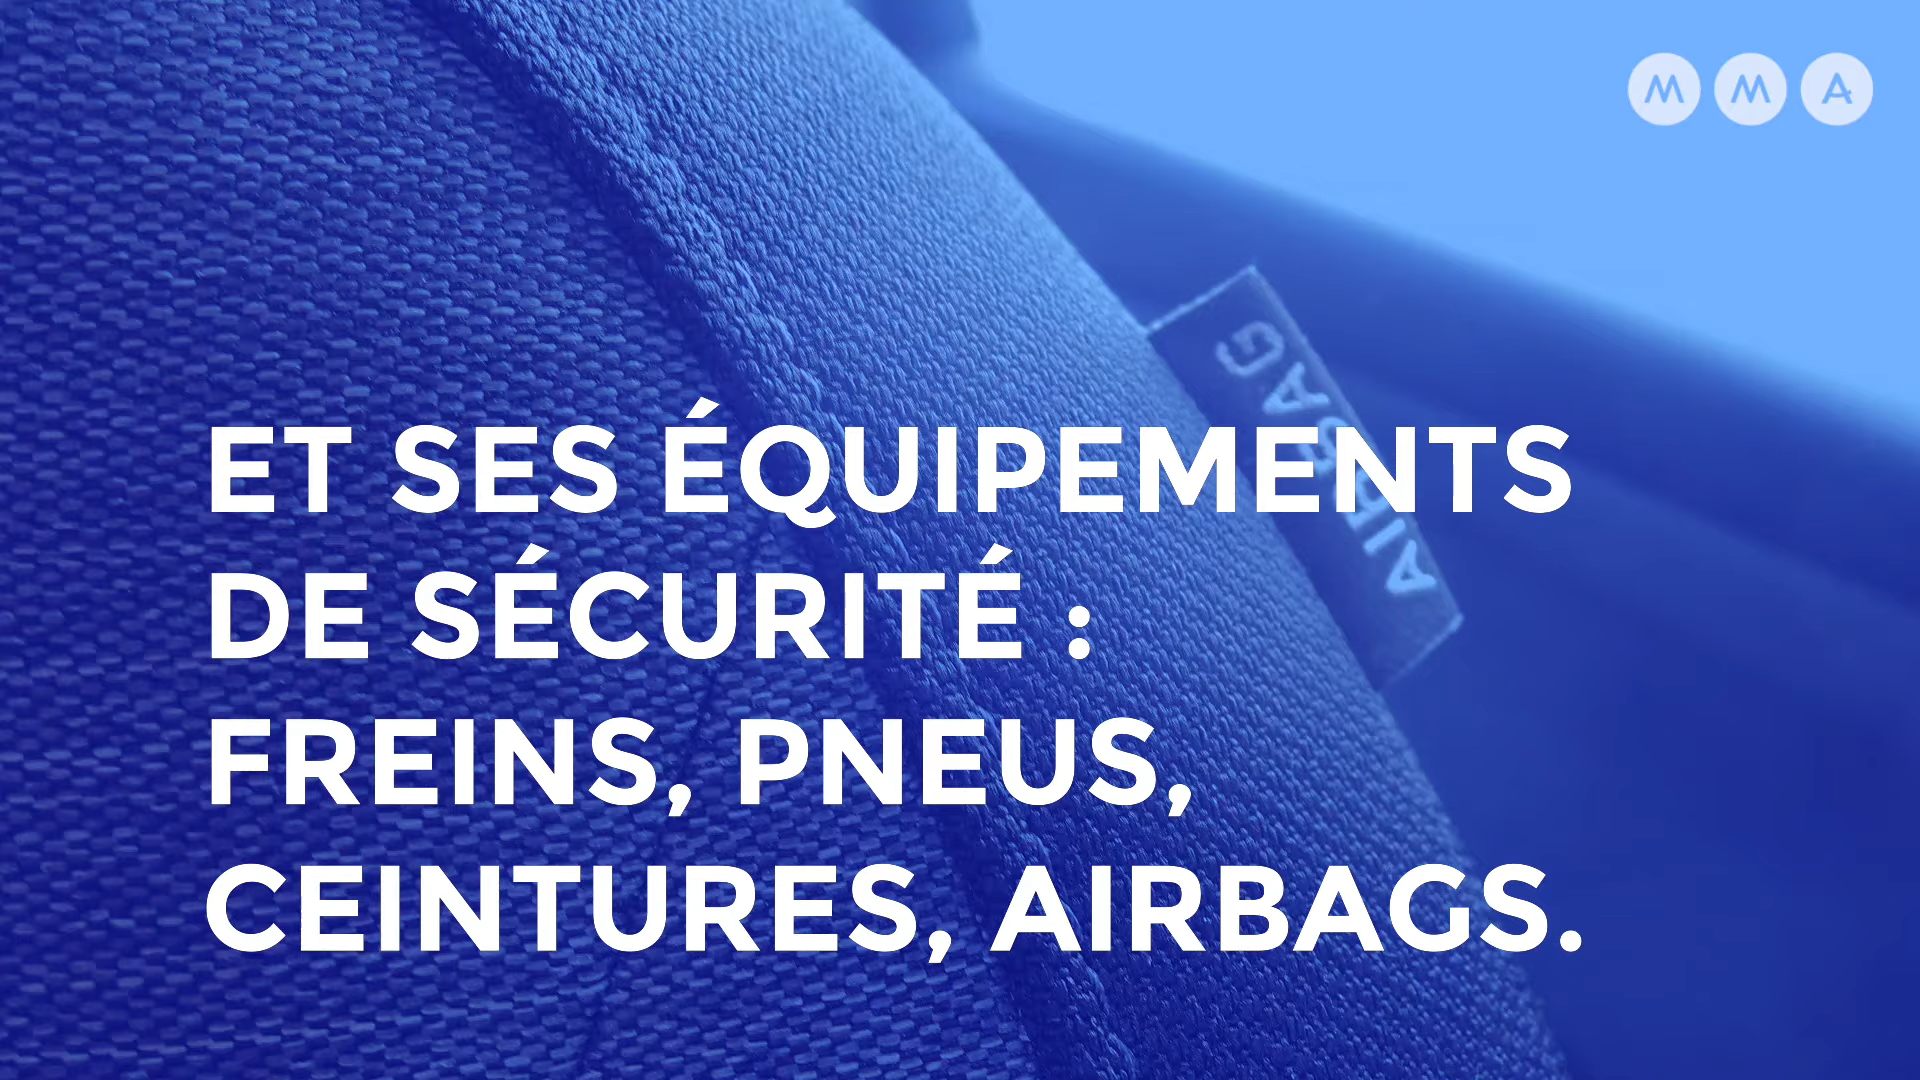 MMA
AIRBAG
ET SES ÉQUIPEMENTS
DE SÉCURITÉ :
FREINS, PNEUS,
CEINTURES, AIRBAGS.